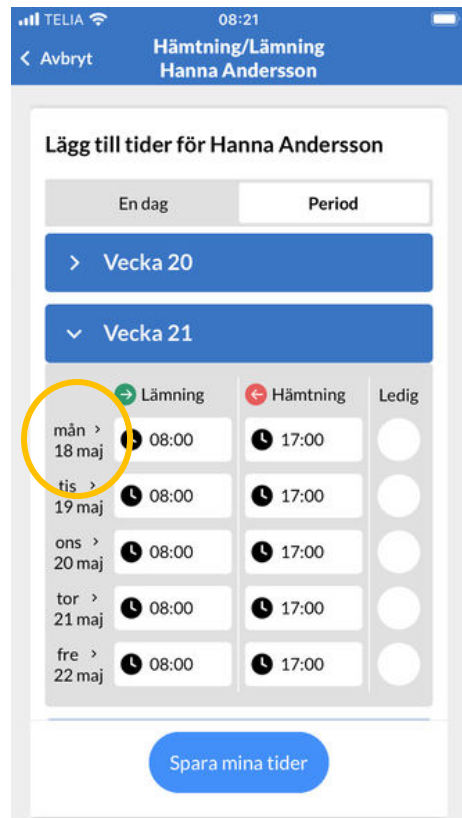 TELIA 08:21
Avbryt
Hämtning/Lämning
Hanna Andersson
Lägg till tider för Hanna Andersson
En dag Period
Vecka 20
Vecka 21
Lämning Hämtning Ledig
mån 08:00 17:00
18 maj
tis 08:00 17:00
19 maj
ons 08:00 17:00
20 maj
tor 08:00 17:00
21 maj
fre 08:00 17:00
22 maj
Spara mina tider